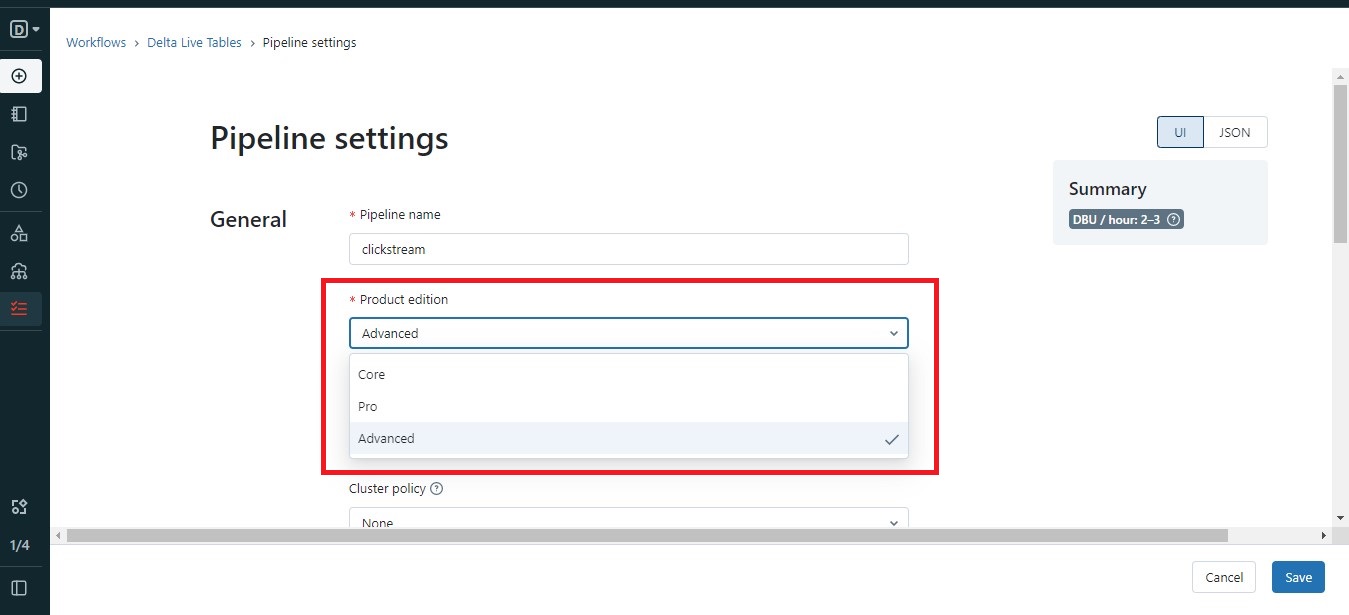 D
Workflows › Delta Live Tables › Pipeline settings
Pipeline settings
UI JSON
Summary
DBU / hour: 2–3 ?
General
* Pipeline name
clickstream
* Product edition
Advanced
Core
Pro
Advanced
Cluster policy ?
None
1/4
Cancel Save